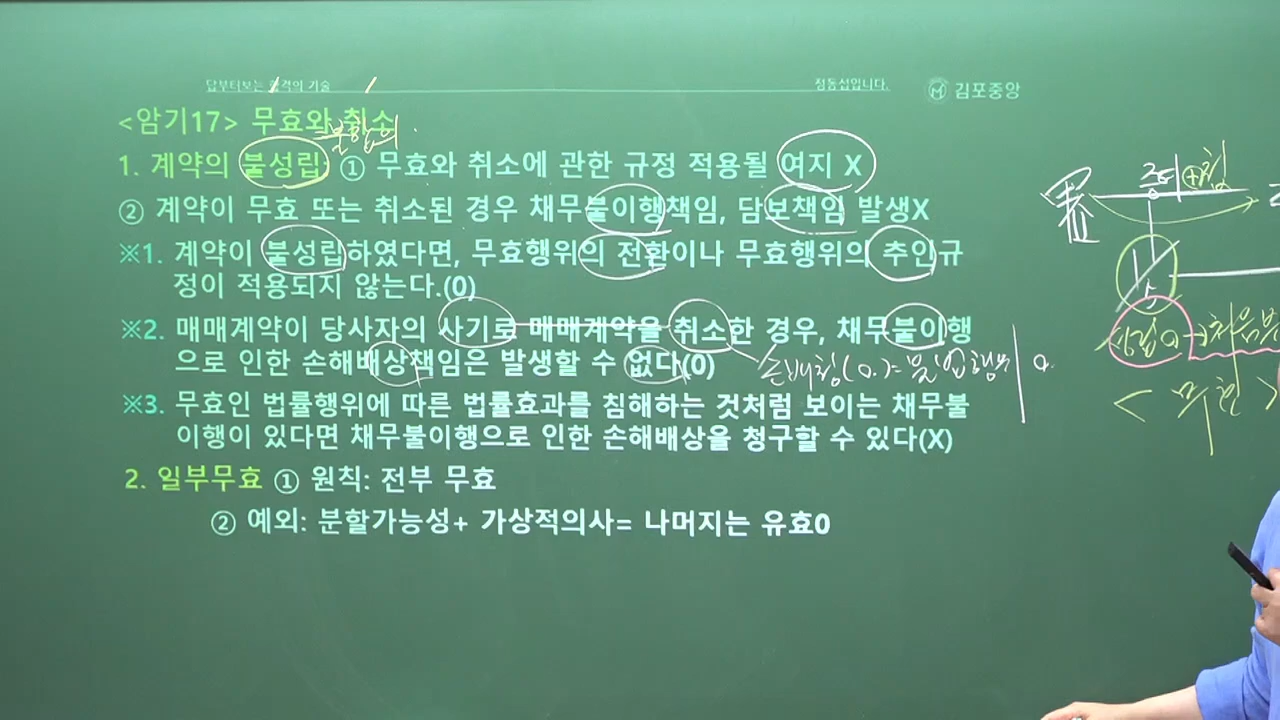 답부터보는 합격의 기술
정동섭입니다.
김포중앙
<암기17> 무효와 취소
불합의
1. 계약의 불성립: ① 무효와 취소에 관한 규정 적용될 여지 X
② 계약이 무효 또는 취소된 경우 채무불이행책임, 담보책임 발생X
※1. 계약이 불성립하였다면, 무효행위의 전환이나 무효행위의 추인규
정이 적용되지 않는다.(0)
※2. 매매계약이 당사자의 사기로 매매계약을 취소한 경우, 채무불이행
으로 인한 손해배상책임은 발생할 수 없다(0)
손배청(0.)=불법행위 0.
※3. 무효인 법률행위에 따른 법률효과를 침해하는 것처럼 보이는 채무불
이행이 있다면 채무불이행으로 인한 손해배상을 청구할 수 있다(X)
2. 일부무효 ① 원칙: 전부 무효
② 예외: 분할가능성+ 가상적의사= 나머지는 유효0